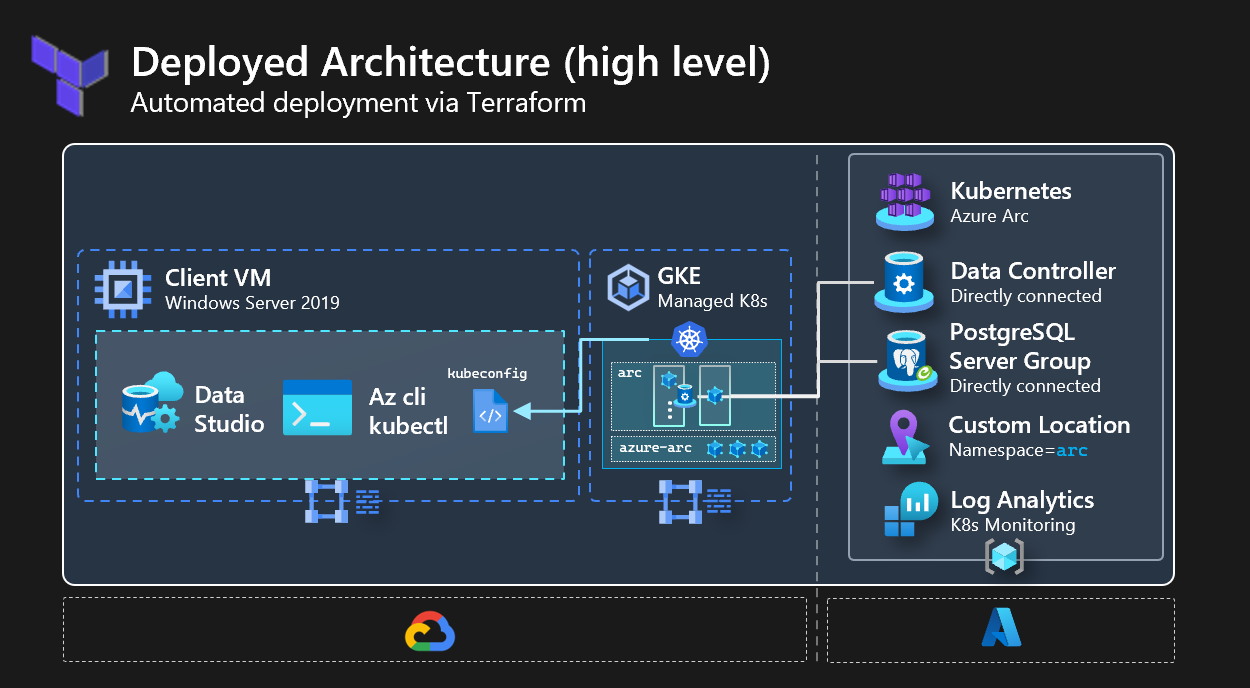 Deployed Architecture (high level)
Automated deployment via Terraform
Client VM
Windows Server 2019
Data
Studio
Az cli
kubectl
kubeconfig
</>
GKE
Managed K8s
arc
azure-arc
Kubernetes
Azure Arc
Data Controller
Directly connected
PostgreSQL
Server Group
Directly connected
Custom Location
Namespace=arc
Log Analytics
K8s Monitoring